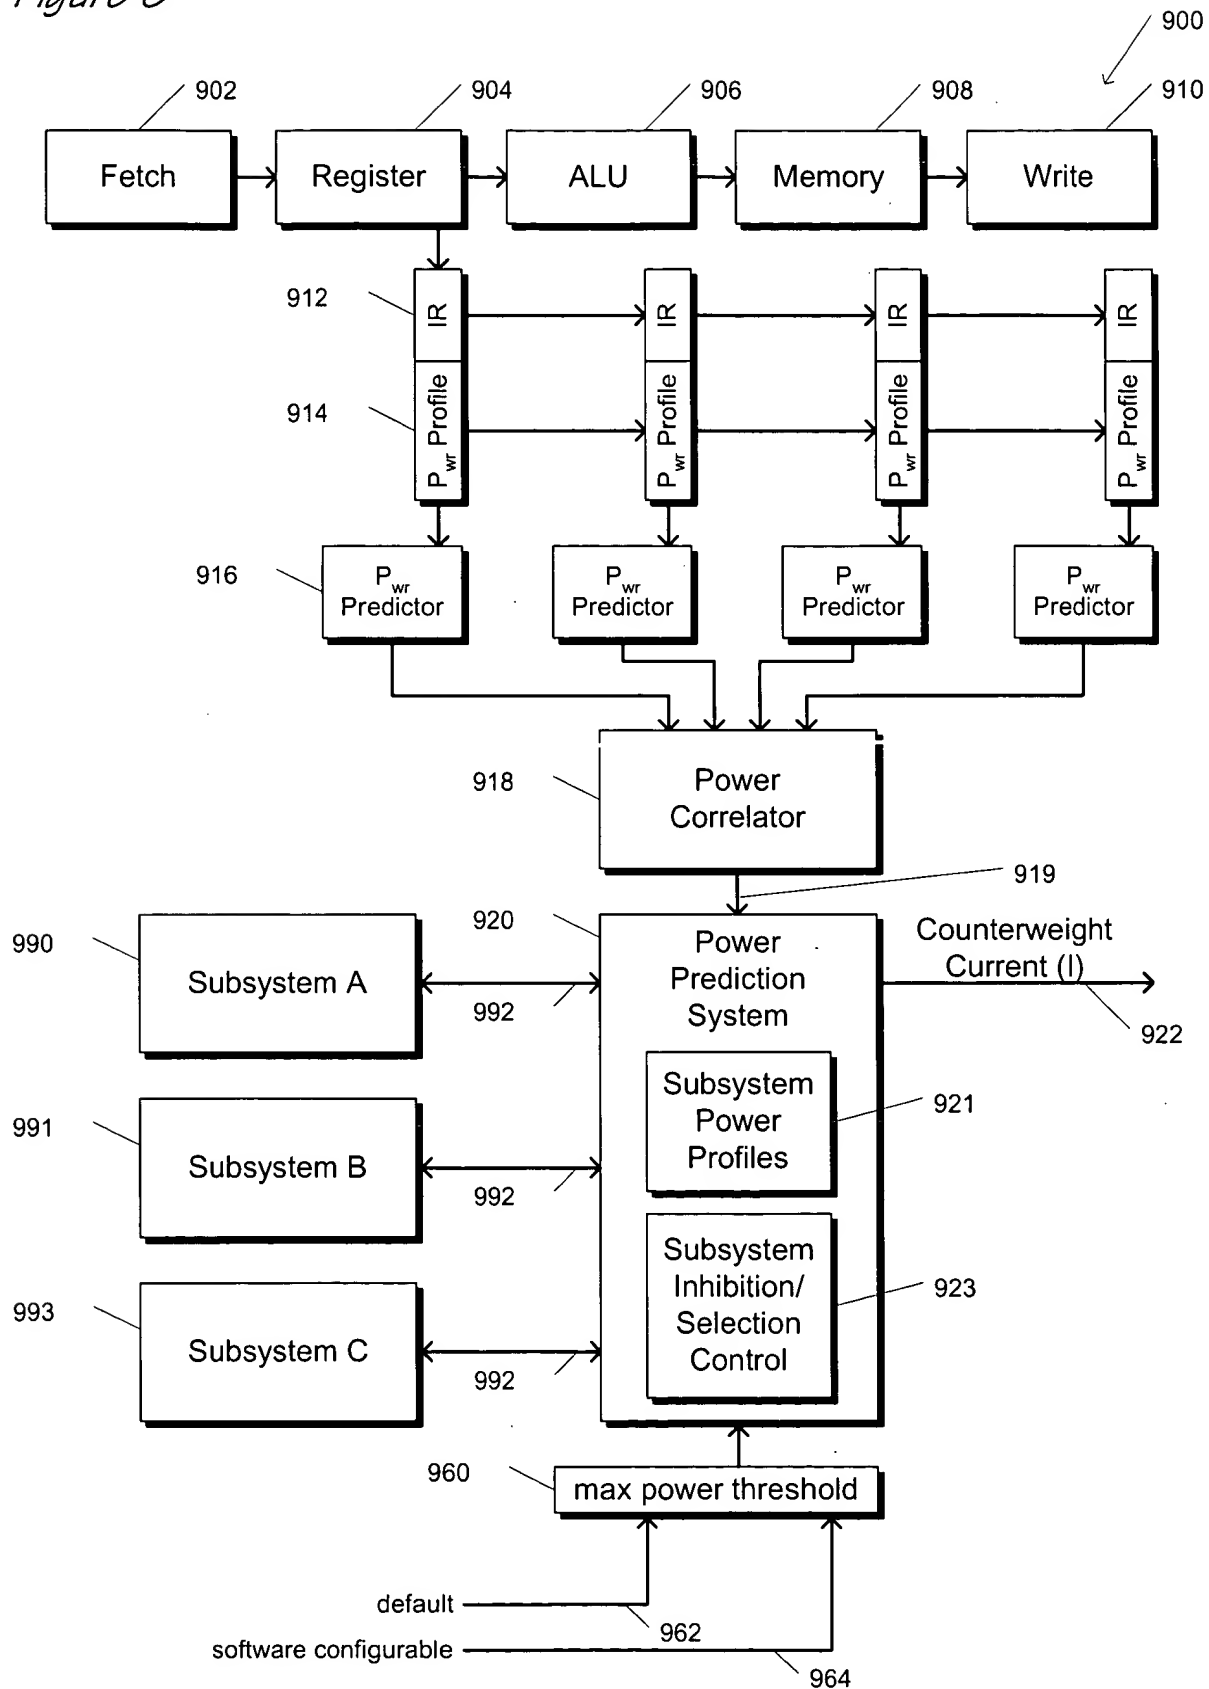 Figure
900
902
904
906
908
910
Fetch
Register
ALU
Memory
Write
912
IR
IR
IR
IR
914
Pwr Profile
Pwr Profile
Pwr Profile
Pwr Profile
916
Pwr
Predictor
Pwr
Predictor
Pwr
Predictor
Pwr
Predictor
918
Power
Correlator
919
920
990
Subsystem A
992
Power
Prediction
System
Counterweight
Current (I)
922
Subsystem
Power
Profiles
921
991
Subsystem B
992
Subsystem
Inhibition/
Selection
Control
923
993
Subsystem C
992
960
max power threshold
default
962
software configurable
964